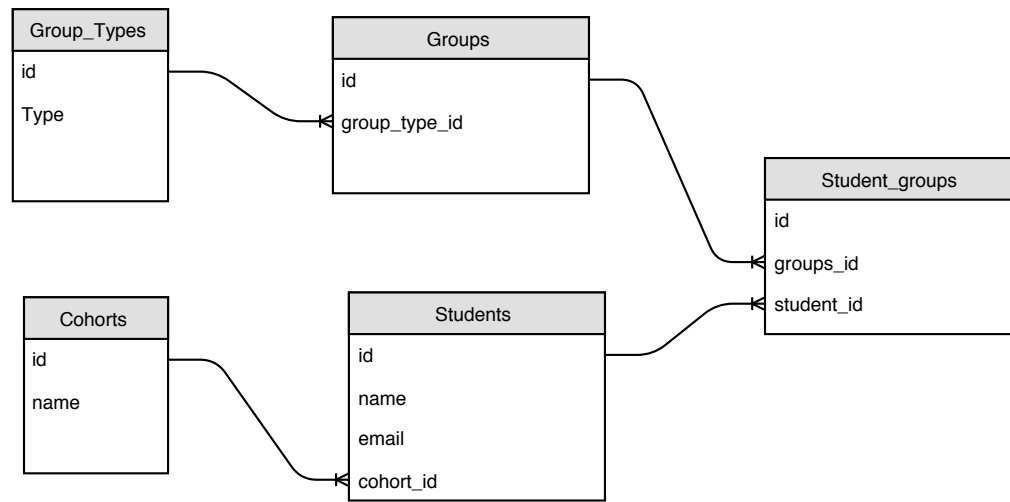 Group_Types
id
Type
Groups
id
group_type_id
Student_groups
id
groups_id
student_id
Cohorts
id
name
Students
id
name
email
cohort_id